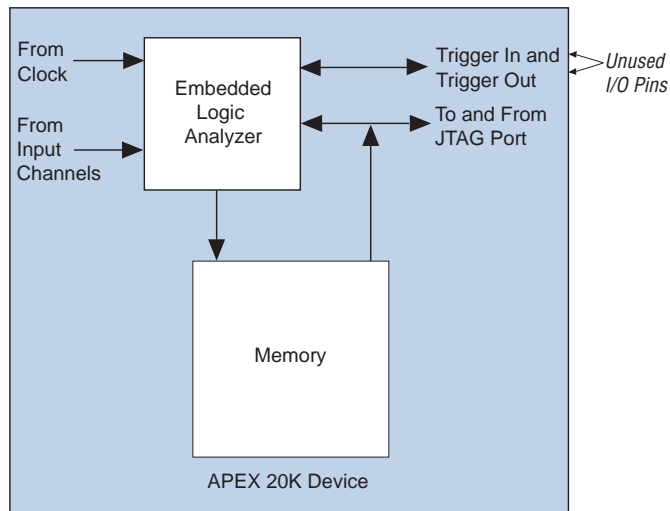 From
Clock
From
Input
Channels
Embedded
Logic
Analyzer
Trigger In and
Trigger Out
To and From
JTAG Port
Unused
I/O Pins
Memory
APEX 20K Device